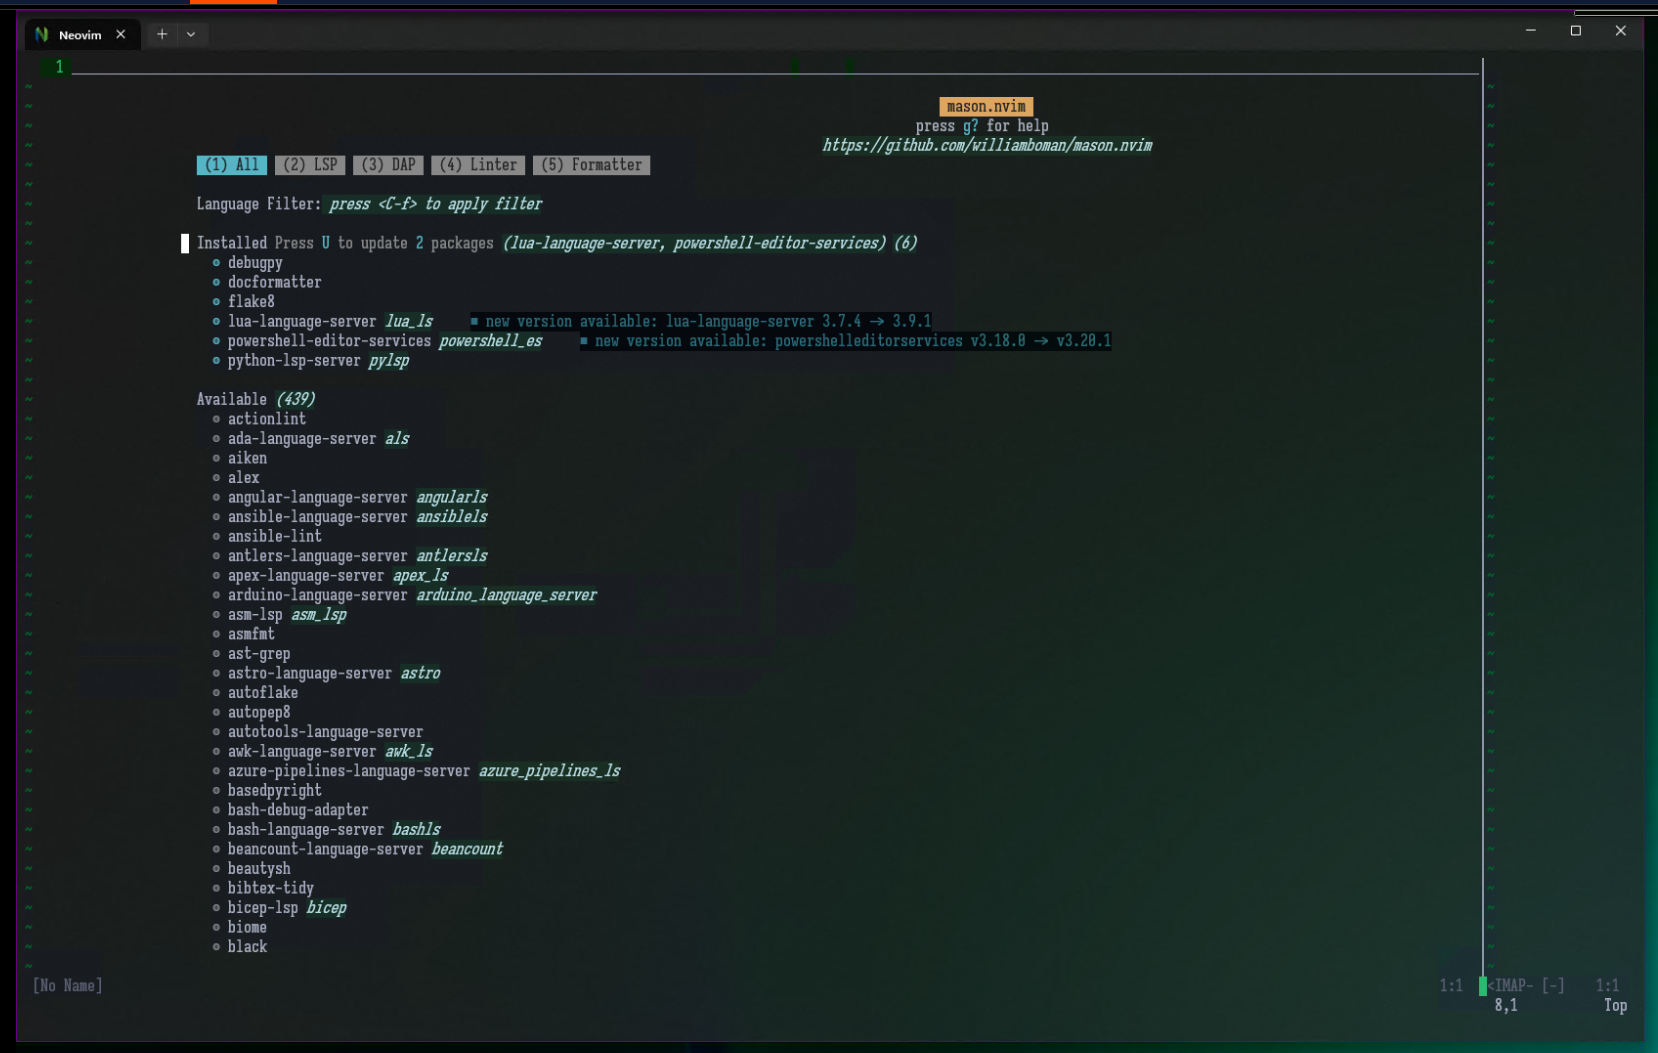 Neovim
1
mason.nvim
press g? for help
https://github.com/williamboman/mason.nvim
(1) All (2) LSP (3) DAP (4) Linter (5) Formatter
Language Filter: press <C-f> to apply filter
Installed Press U to update 2 packages (lua-language-server, powershell-editor-services) (6)
debugpy
docformatter
flake8
lua-language-server lua_ls ■ new version available: lua-language-server 3.7.4 → 3.9.1
powershell-editor-services powershell_es ■ new version available: powershelleditorservices v3.18.0 → v3.20.1
python-lsp-server pylsp
Available (439)
actionlint
ada-language-server als
aiken
alex
angular-language-server angularls
ansible-language-server ansiblels
ansible-lint
antlers-language-server antlersls
apex-language-server apex_ls
arduino-language-server arduino_language_server
asm-lsp asm_lsp
asmfmt
ast-grep
astro-language-server astro
autoflake
autopep8
autotools-language-server
awk-language-server awk_ls
azure-pipelines-language-server azure_pipelines_ls
basedpyright
bash-debug-adapter
bash-language-server bashls
beancount-language-server beancount
beautysh
bibtex-tidy
bicep-lsp bicep
biome
black
[No Name] 1:1 <IMAP- [-] 1:1
8,1 Top